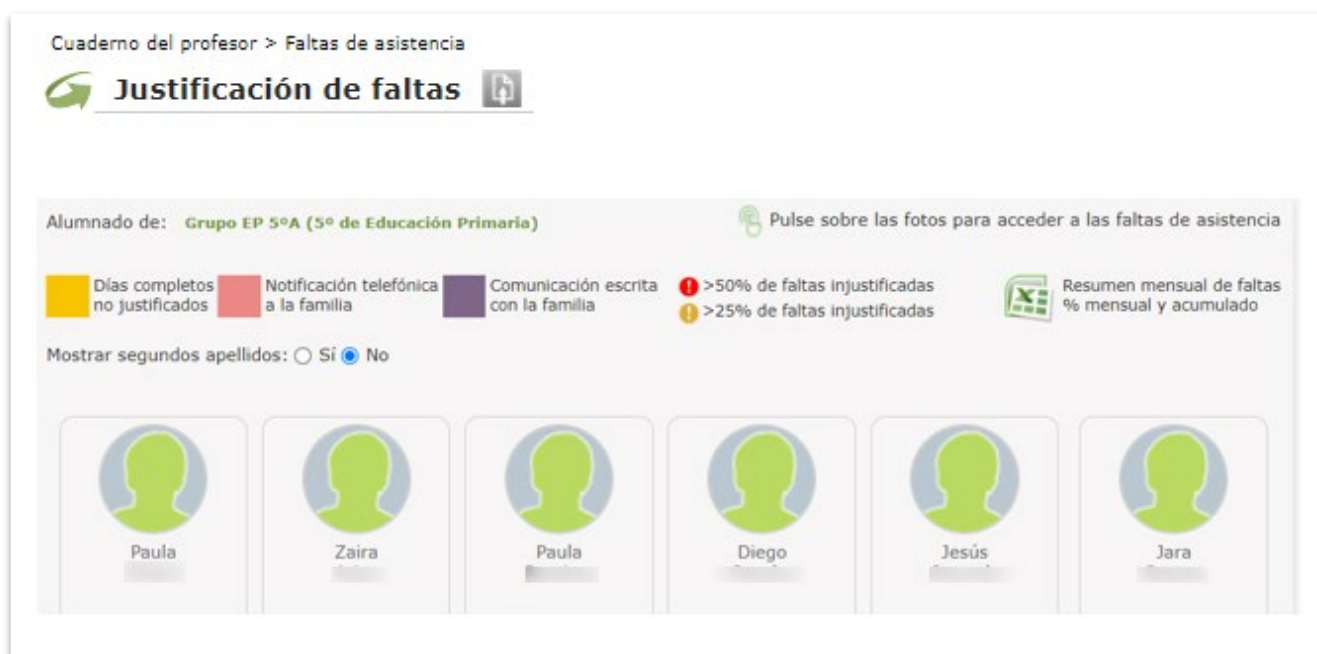 Cuaderno del profesor > Faltas de asistencia
Justificación de faltas
Alumnado de: Grupo EP 5ºA (5º de Educación Primaria)
Pulse sobre las fotos para acceder a las faltas de asistencia
Días completos
no justificados
Notificación telefónica
a la familia
Comunicación escrita
con la familia
>50% de faltas injustificadas
>25% de faltas injustificadas
Resumen mensual de faltas
% mensual y acumulado
Mostrar segundos apellidos: Sí No
Paula
Zaira
Paula
Diego
Jesús
Jara